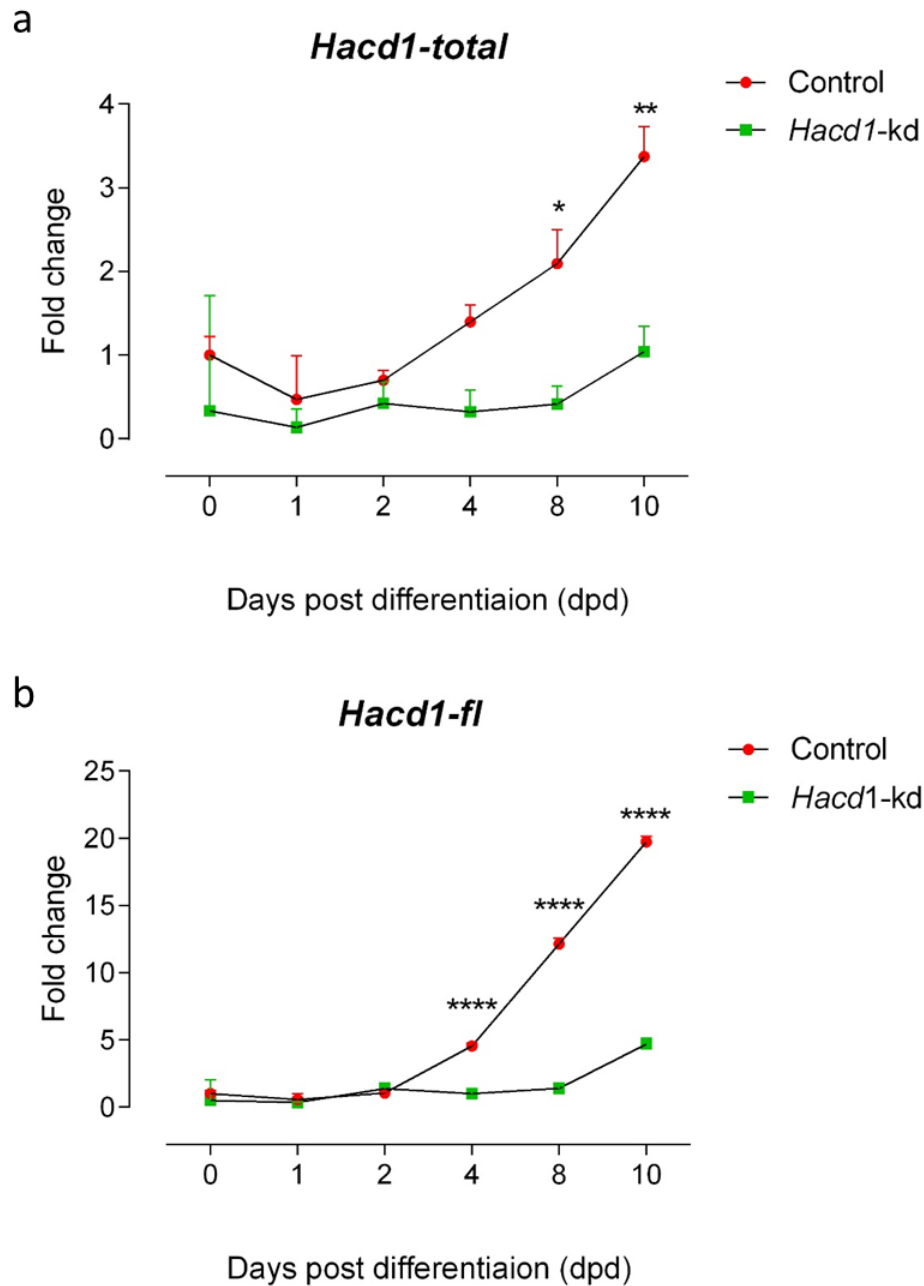 a
Hacd1-total
Control
Hacd1-kd
Fold change
4
3
2
1
0
*
**
0 1 2 4 8 10
Days post differentiaion (dpd)
b
Hacd1-fl
Control
Hacd1-kd
Fold change
25
20
15
10
5
0
****
****
****
0 1 2 4 8 10
Days post differentiaion (dpd)